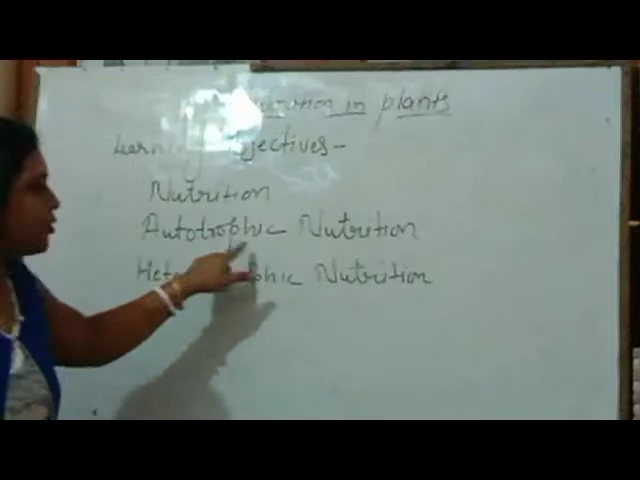 Nutrition in plants
Learning Objectives -
Nutrition
Autotrophic Nutrition
Heterotrophic Nutrition